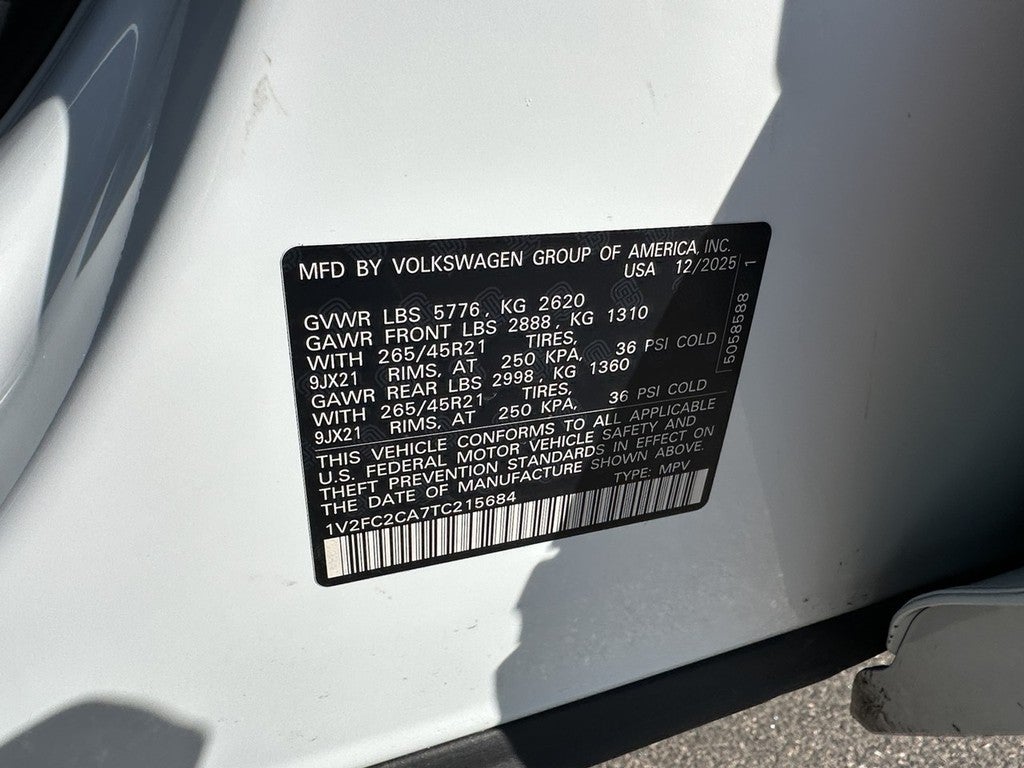 MFD BY VOLKSWAGEN GROUP OF AMERICA, INC.
USA 12/2025
GVWR LBS 5776, KG 2620
GAWR FRONT LBS 2888, KG 1310
WITH 265/45R21 TIRES,
9JX21 RIMS, AT 250 KPA, 36 PSI COLD
GAWR REAR LBS 2998, KG 1360
WITH 265/45R21 TIRES,
9JX21 RIMS, AT 250 KPA, 36 PSI COLD
THIS VEHICLE CONFORMS TO ALL APPLICABLE
U.S. FEDERAL MOTOR VEHICLE SAFETY AND
THEFT PREVENTION STANDARDS IN EFFECT ON
THE DATE OF MANUFACTURE SHOWN ABOVE.
1V2FC2CA7TC215684 TYPE: MPV
5058588 1